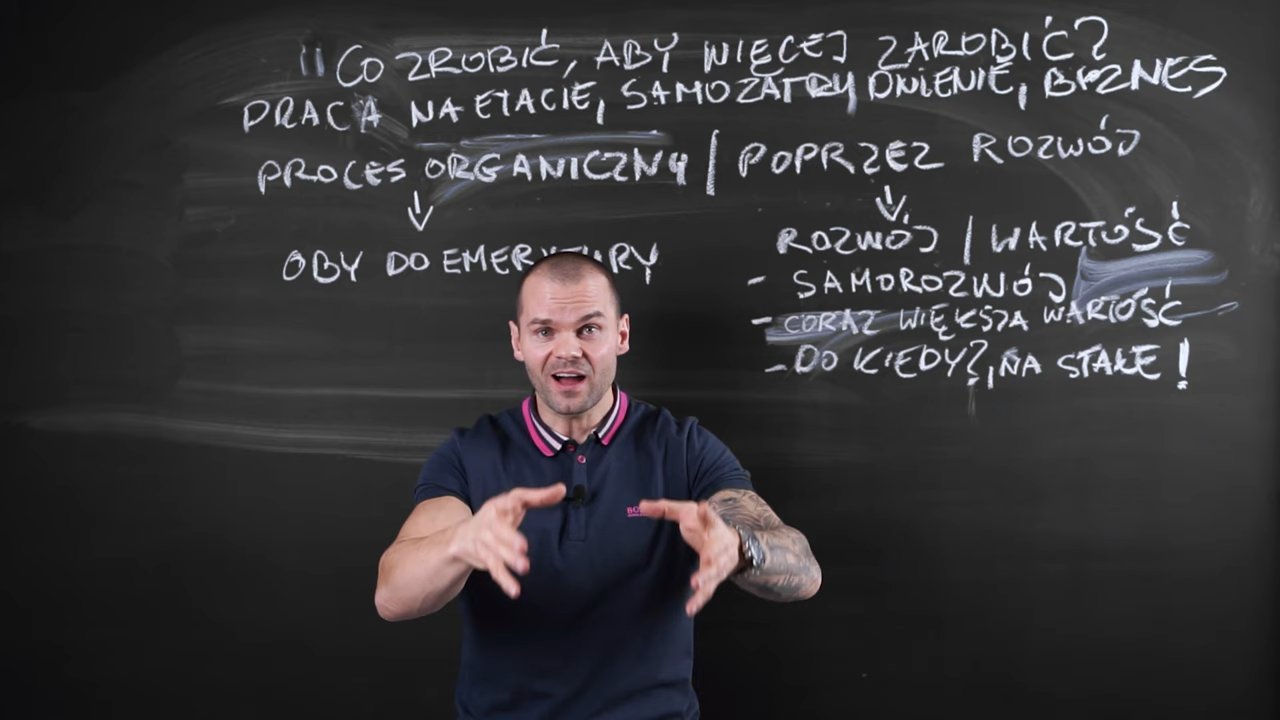 " CO ZROBIĆ, ABY WIĘCEJ ZAROBIĆ?
PRACA NA ETACIE, SAMOZATRUDNIENIE, BIZNES
PROCES ORGANICZNY / POPRZEZ ROZWÓJ
↓ ↓
OBY DO EMERYTURY
ROZWÓJ / WARTOŚĆ
- SAMOROZWÓJ
- CORAZ WIĘKSZA WARTOŚĆ
- DO KIEDY?, NA STAŁE!